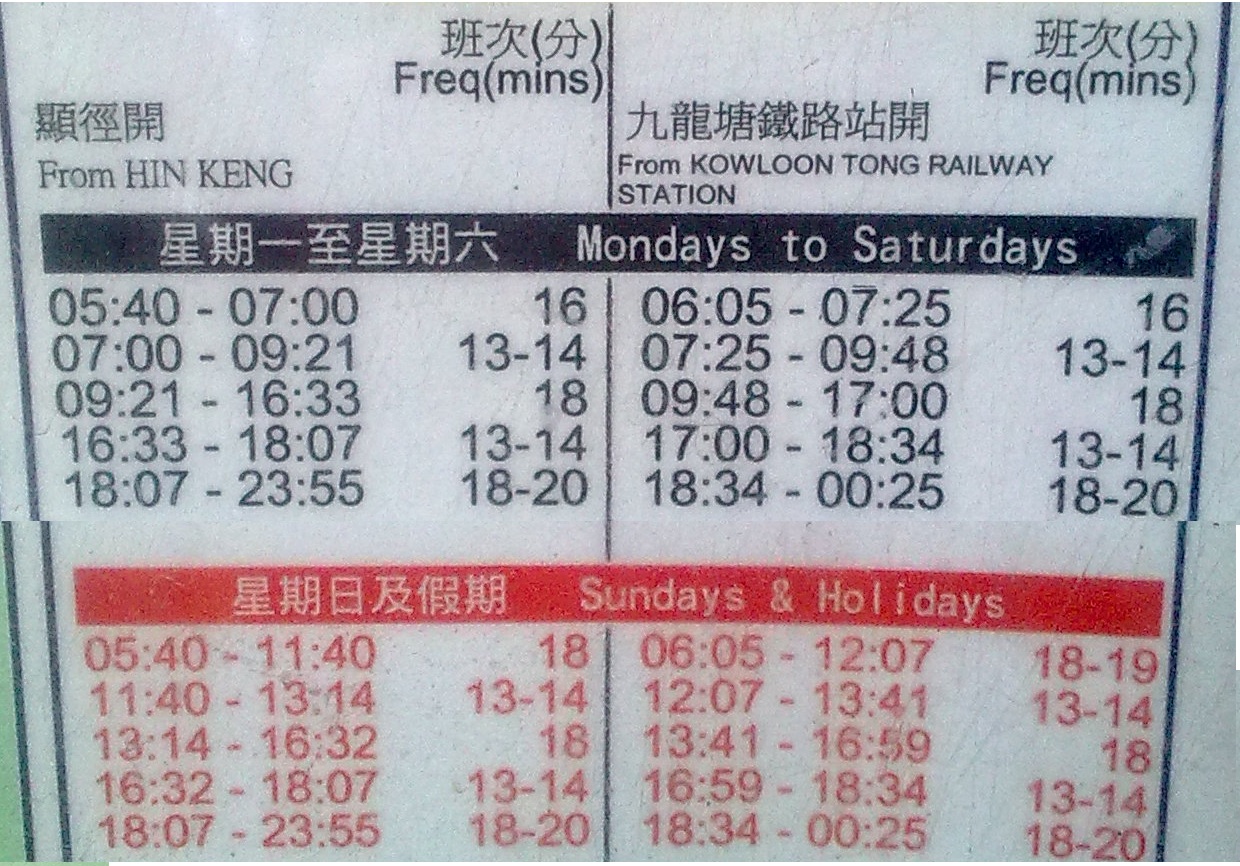 班次(分) 班次(分)
Freq(mins) Freq(mins)
顯徑開 九龍塘鐵路站開
From HIN KENG From KOWLOON TONG RAILWAY
STATION
星期一至星期六 Mondays to Saturdays
05:40 - 07:00 16 06:05 - 07:25 16
07:00 - 09:21 13-14 07:25 - 09:48 13-14
09:21 - 16:33 18 09:48 - 17:00 18
16:33 - 18:07 13-14 17:00 - 18:34 13-14
18:07 - 23:55 18-20 18:34 - 00:25 18-20
星期日及假期 Sundays & Holidays
05:40 - 11:40 18 06:05 - 12:07 18-19
11:40 - 13:14 13-14 12:07 - 13:41 13-14
13:14 - 16:32 18 13:41 - 16:59 18
16:32 - 18:07 13-14 16:59 - 18:34 13-14
18:07 - 23:55 18-20 18:34 - 00:25 18-20